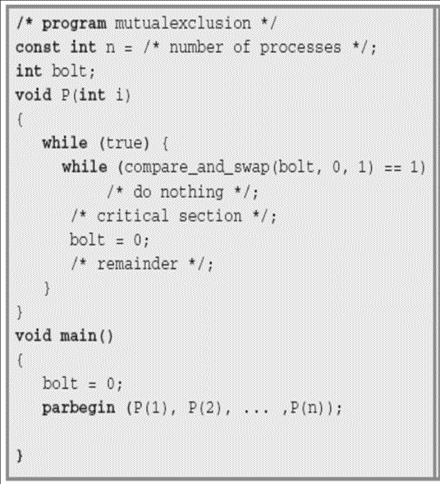 /* program mutualexclusion */
const int n = /* number of processes */;
int bolt;
void P(int i)
{
while (true) {
while (compare_and_swap(bolt, 0, 1) == 1)
/* do nothing */;
/* critical section */;
bolt = 0;
/* remainder */;
}
}
void main()
{
bolt = 0;
parbegin (P(1), P(2), ... ,P(n));
}